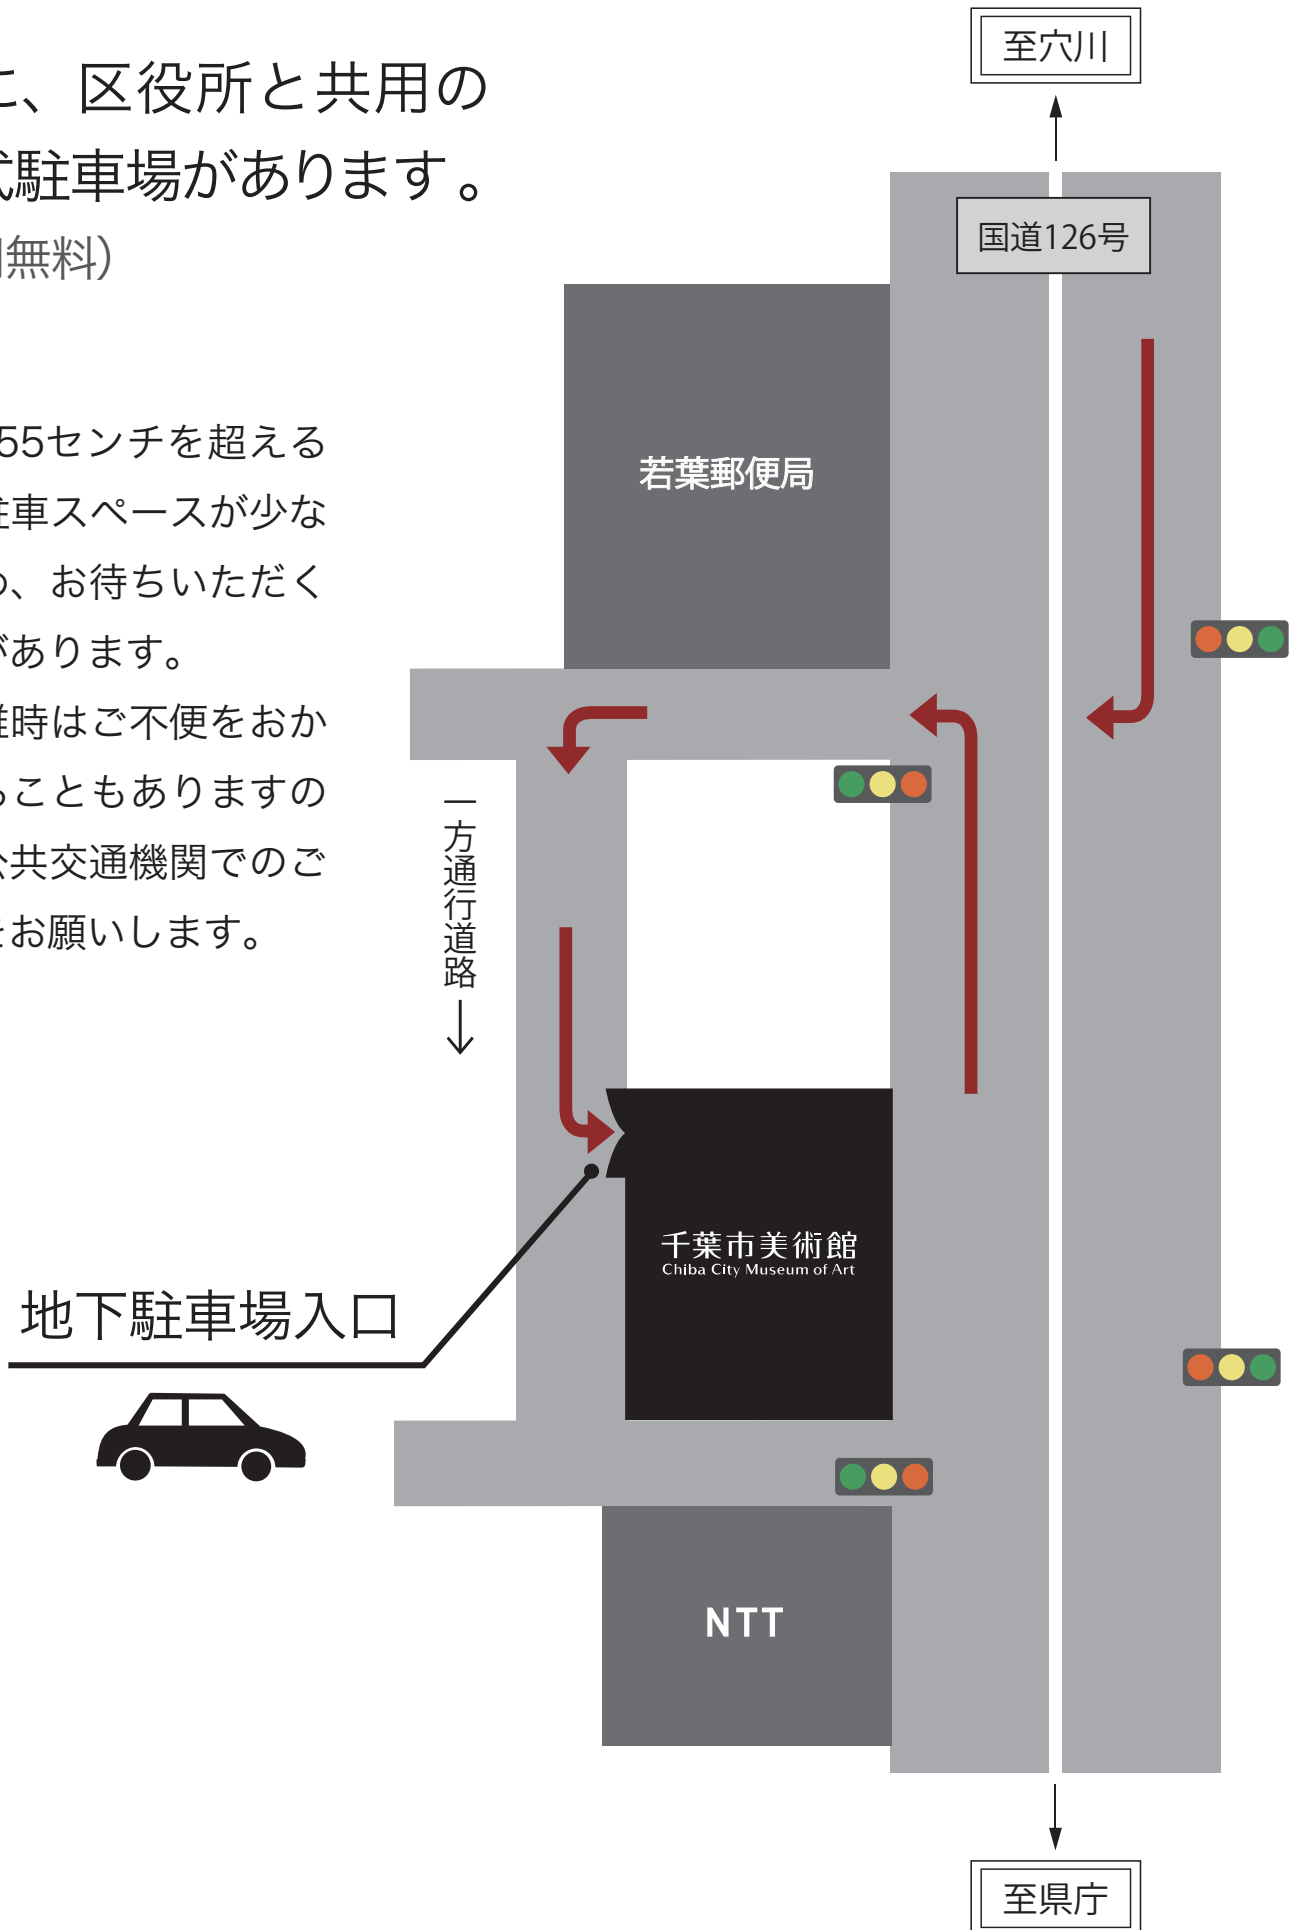 に、区役所と共用の
式駐車場があります。
間無料）
55センチを超える
駐車スペースが少な
め、お待ちいただく
があります。
雑時はご不便をおか
ることもありますの
公共交通機関でのご
をお願いします。
至穴川
国道126号
若葉郵便局
一方通行道路
千葉市美術館
Chiba City Museum of Art
地下駐車場入口
NTT
至県庁